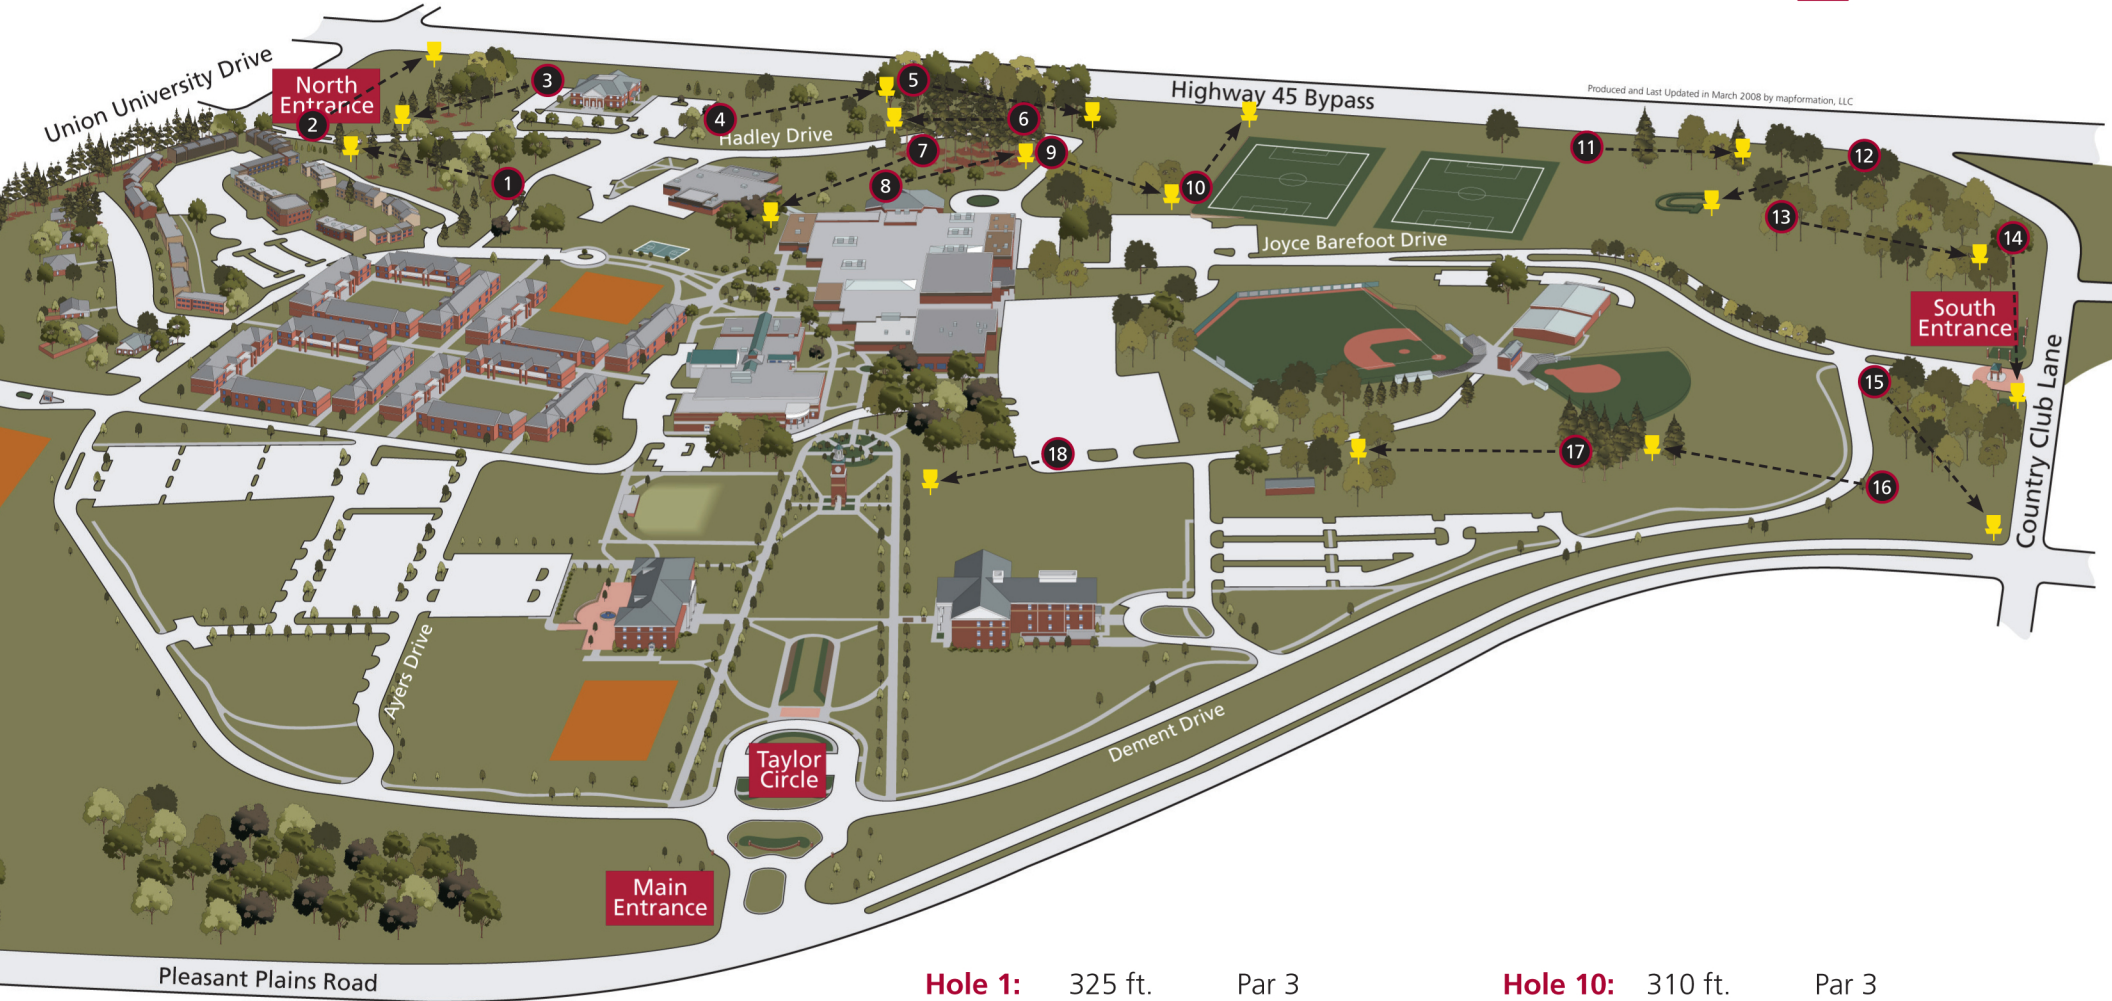 Union University Drive
North
Entrance
Highway 45 Bypass
Produced and Last Updated in March 2008 by mapformation, LLC
Hadley Drive
Joyce Barefoot Drive
1
2
3
4
5
6
7
8
9
10
11
12
13
14
15
16
17
18
South
Entrance
Country Club Lane
Ayers Drive
Dement Drive
Taylor
Circle
Main
Entrance
Pleasant Plains Road
Hole 1: 325 ft. Par 3
Hole 10: 310 ft. Par 3